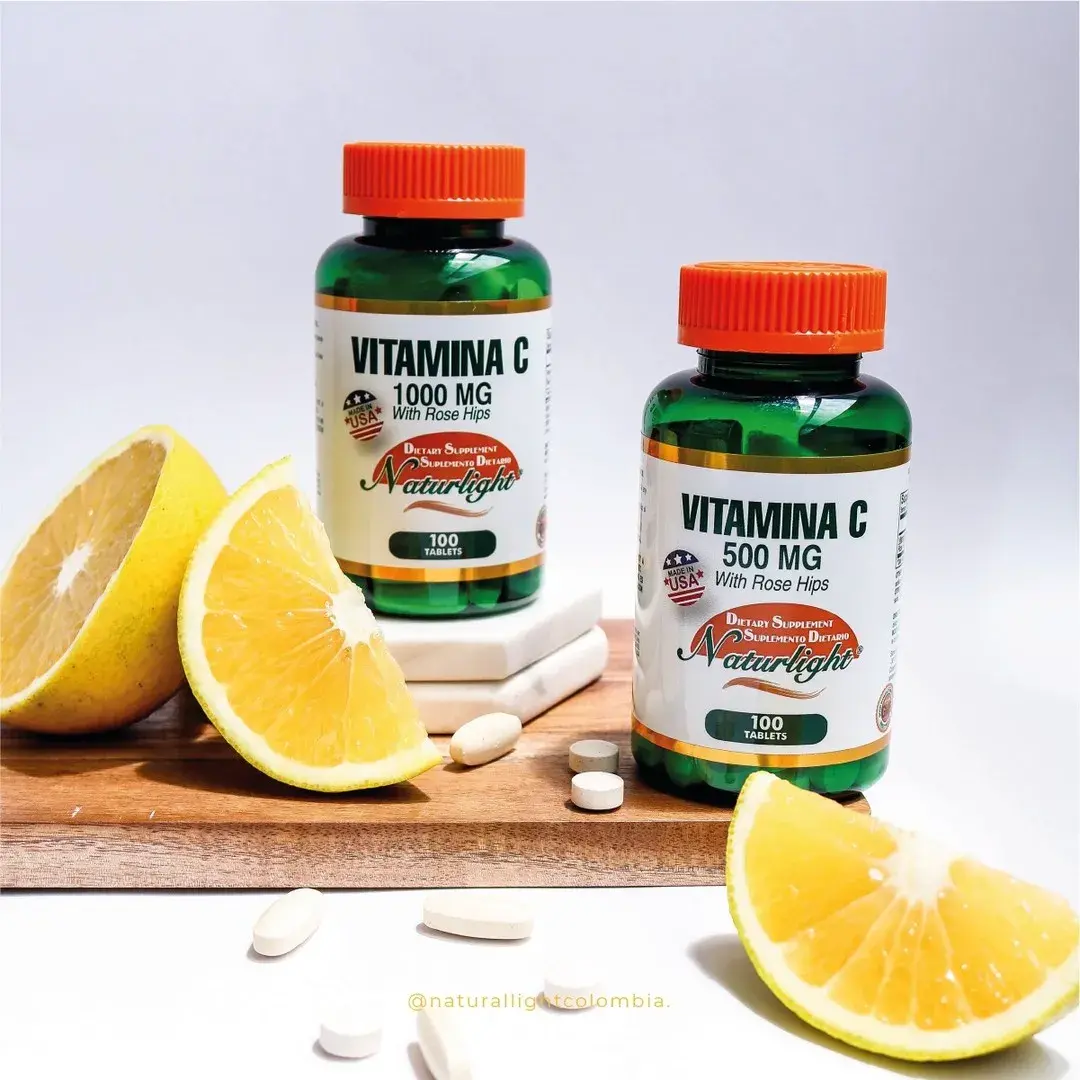 VITAMINA C
1000 MG
With Rose Hips
MADE IN
USA
DIETARY SUPPLEMENT
SUPLEMENTO DIETARIO
Naturlight®
100
TABLETS
VITAMINA C
500 MG
With Rose Hips
MADE IN
USA
DIETARY SUPPLEMENT
SUPLEMENTO DIETARIO
Naturlight®
100
TABLETS
@naturallightcolombia.